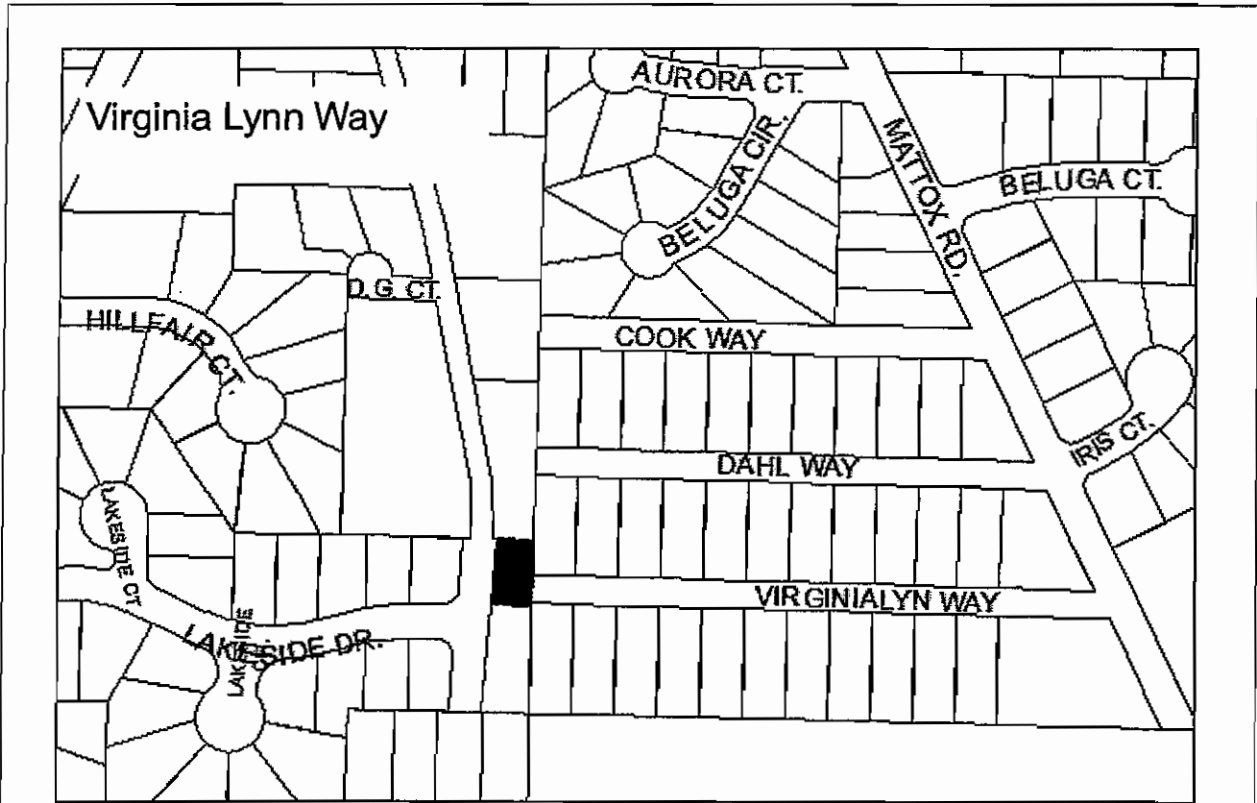 Virginia Lynn Way
AURORA CT.
BELUGA CIR.
MATTOX RD.
BELUGA CT.
D.G. CT.
HILLFAIR CT.
COOK WAY
DAHL WAY
IRIS CT.
LAKESIDE CT
VIRGINIALYN WAY
LAKESIDE DR.
LAKESIDE